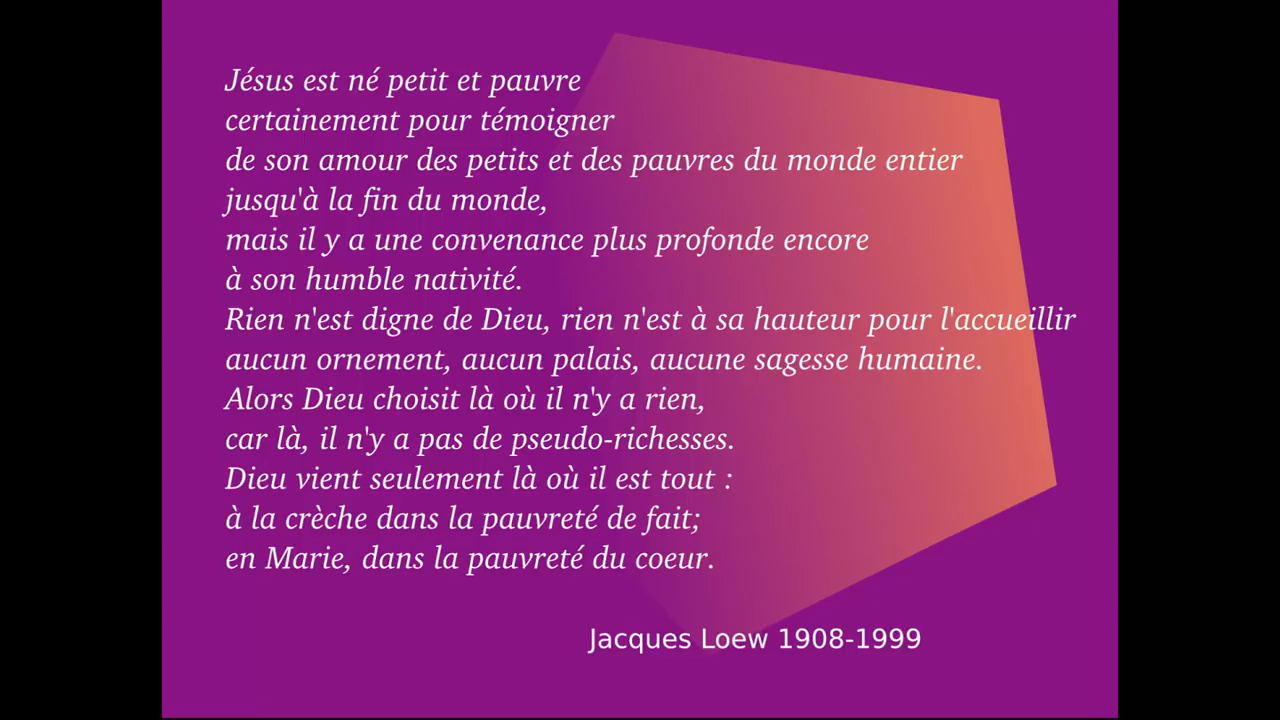 Jésus est né petit et pauvre
certainement pour témoigner
de son amour des petits et des pauvres du monde entier
jusqu'à la fin du monde,
mais il y a une convenance plus profonde encore
à son humble nativité.
Rien n'est digne de Dieu, rien n'est à sa hauteur pour l'accueillir
aucun ornement, aucun palais, aucune sagesse humaine.
Alors Dieu choisit là où il n'y a rien,
car là, il n'y a pas de pseudo-richesses.
Dieu vient seulement là où il est tout :
à la crèche dans la pauvreté de fait;
en Marie, dans la pauvreté du coeur.
Jacques Loew 1908-1999